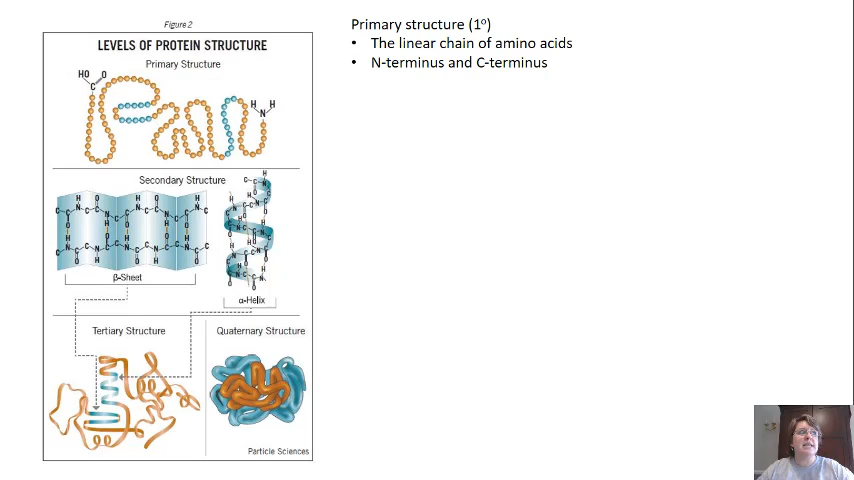 Figure 2
LEVELS OF PROTEIN STRUCTURE
Primary Structure
HO O
C
H H
N
Secondary Structure
β-Sheet
α-Helix
Tertiary Structure
Quaternary Structure
Particle Sciences
Primary structure (1º)
• The linear chain of amino acids
• N-terminus and C-terminus